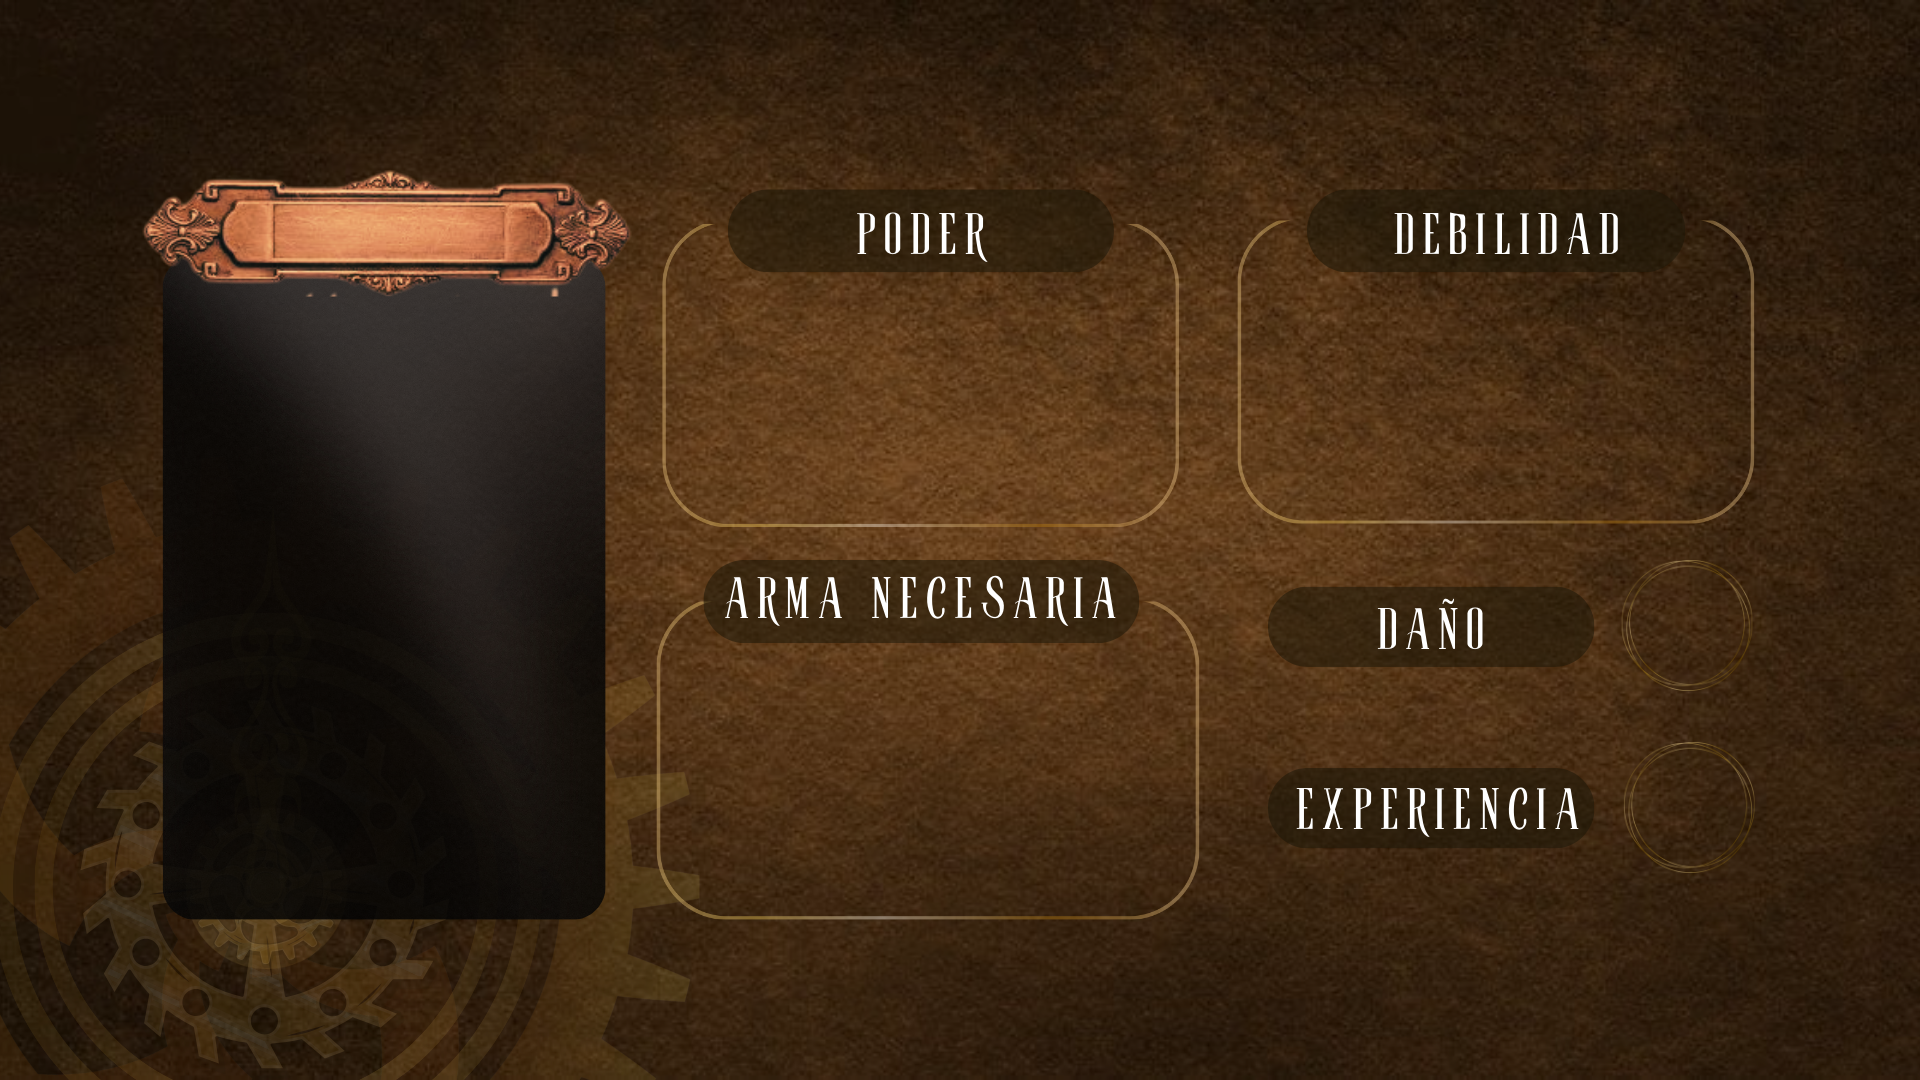 PODER
DEBILIDAD
ARMA NECESARIA
DAÑO
EXPERIENCIA